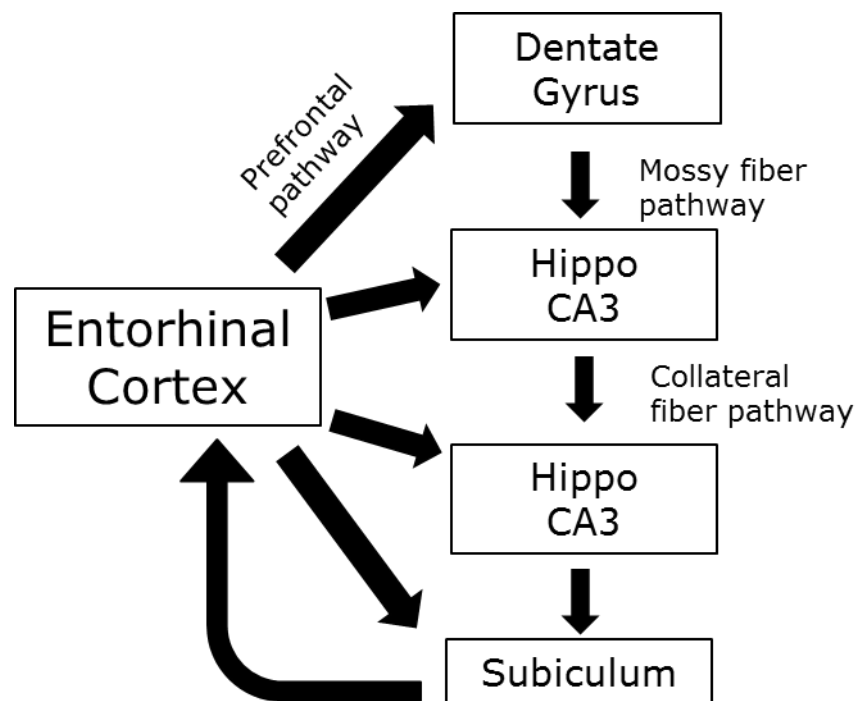 Dentate
Gyrus
Prefrontal
pathway
Mossy fiber
pathway
Hippo
CA3
Entorhinal
Cortex
Collateral
fiber pathway
Hippo
CA3
Subiculum